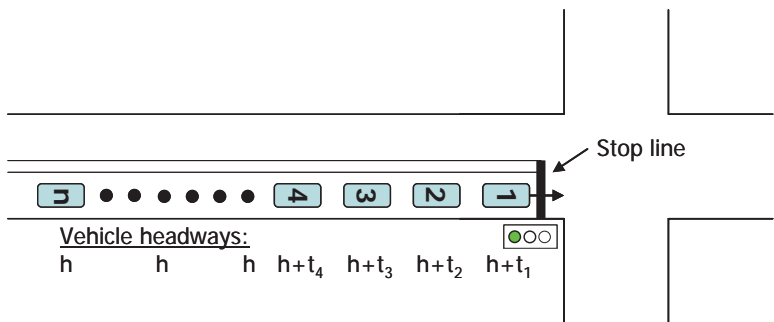 Stop line
n 4 3 2 1
Vehicle headways:
h h h h+t₄ h+t₃ h+t₂ h+t₁